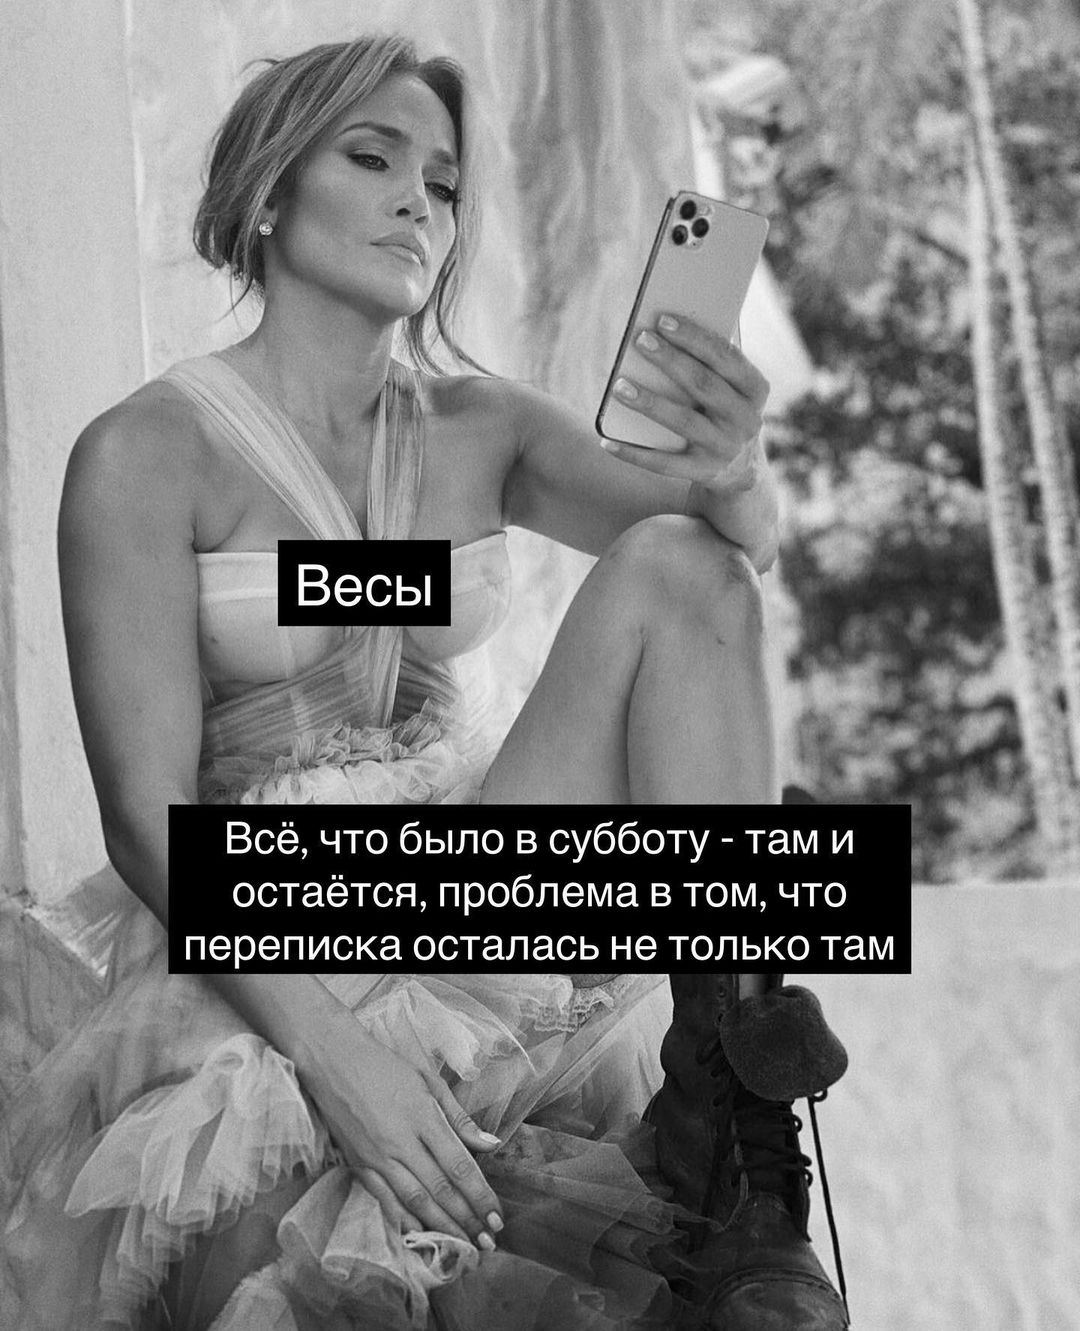 Весы
Всё, что было в субботу - там и
остаётся, проблема в том, что
переписка осталась не только там